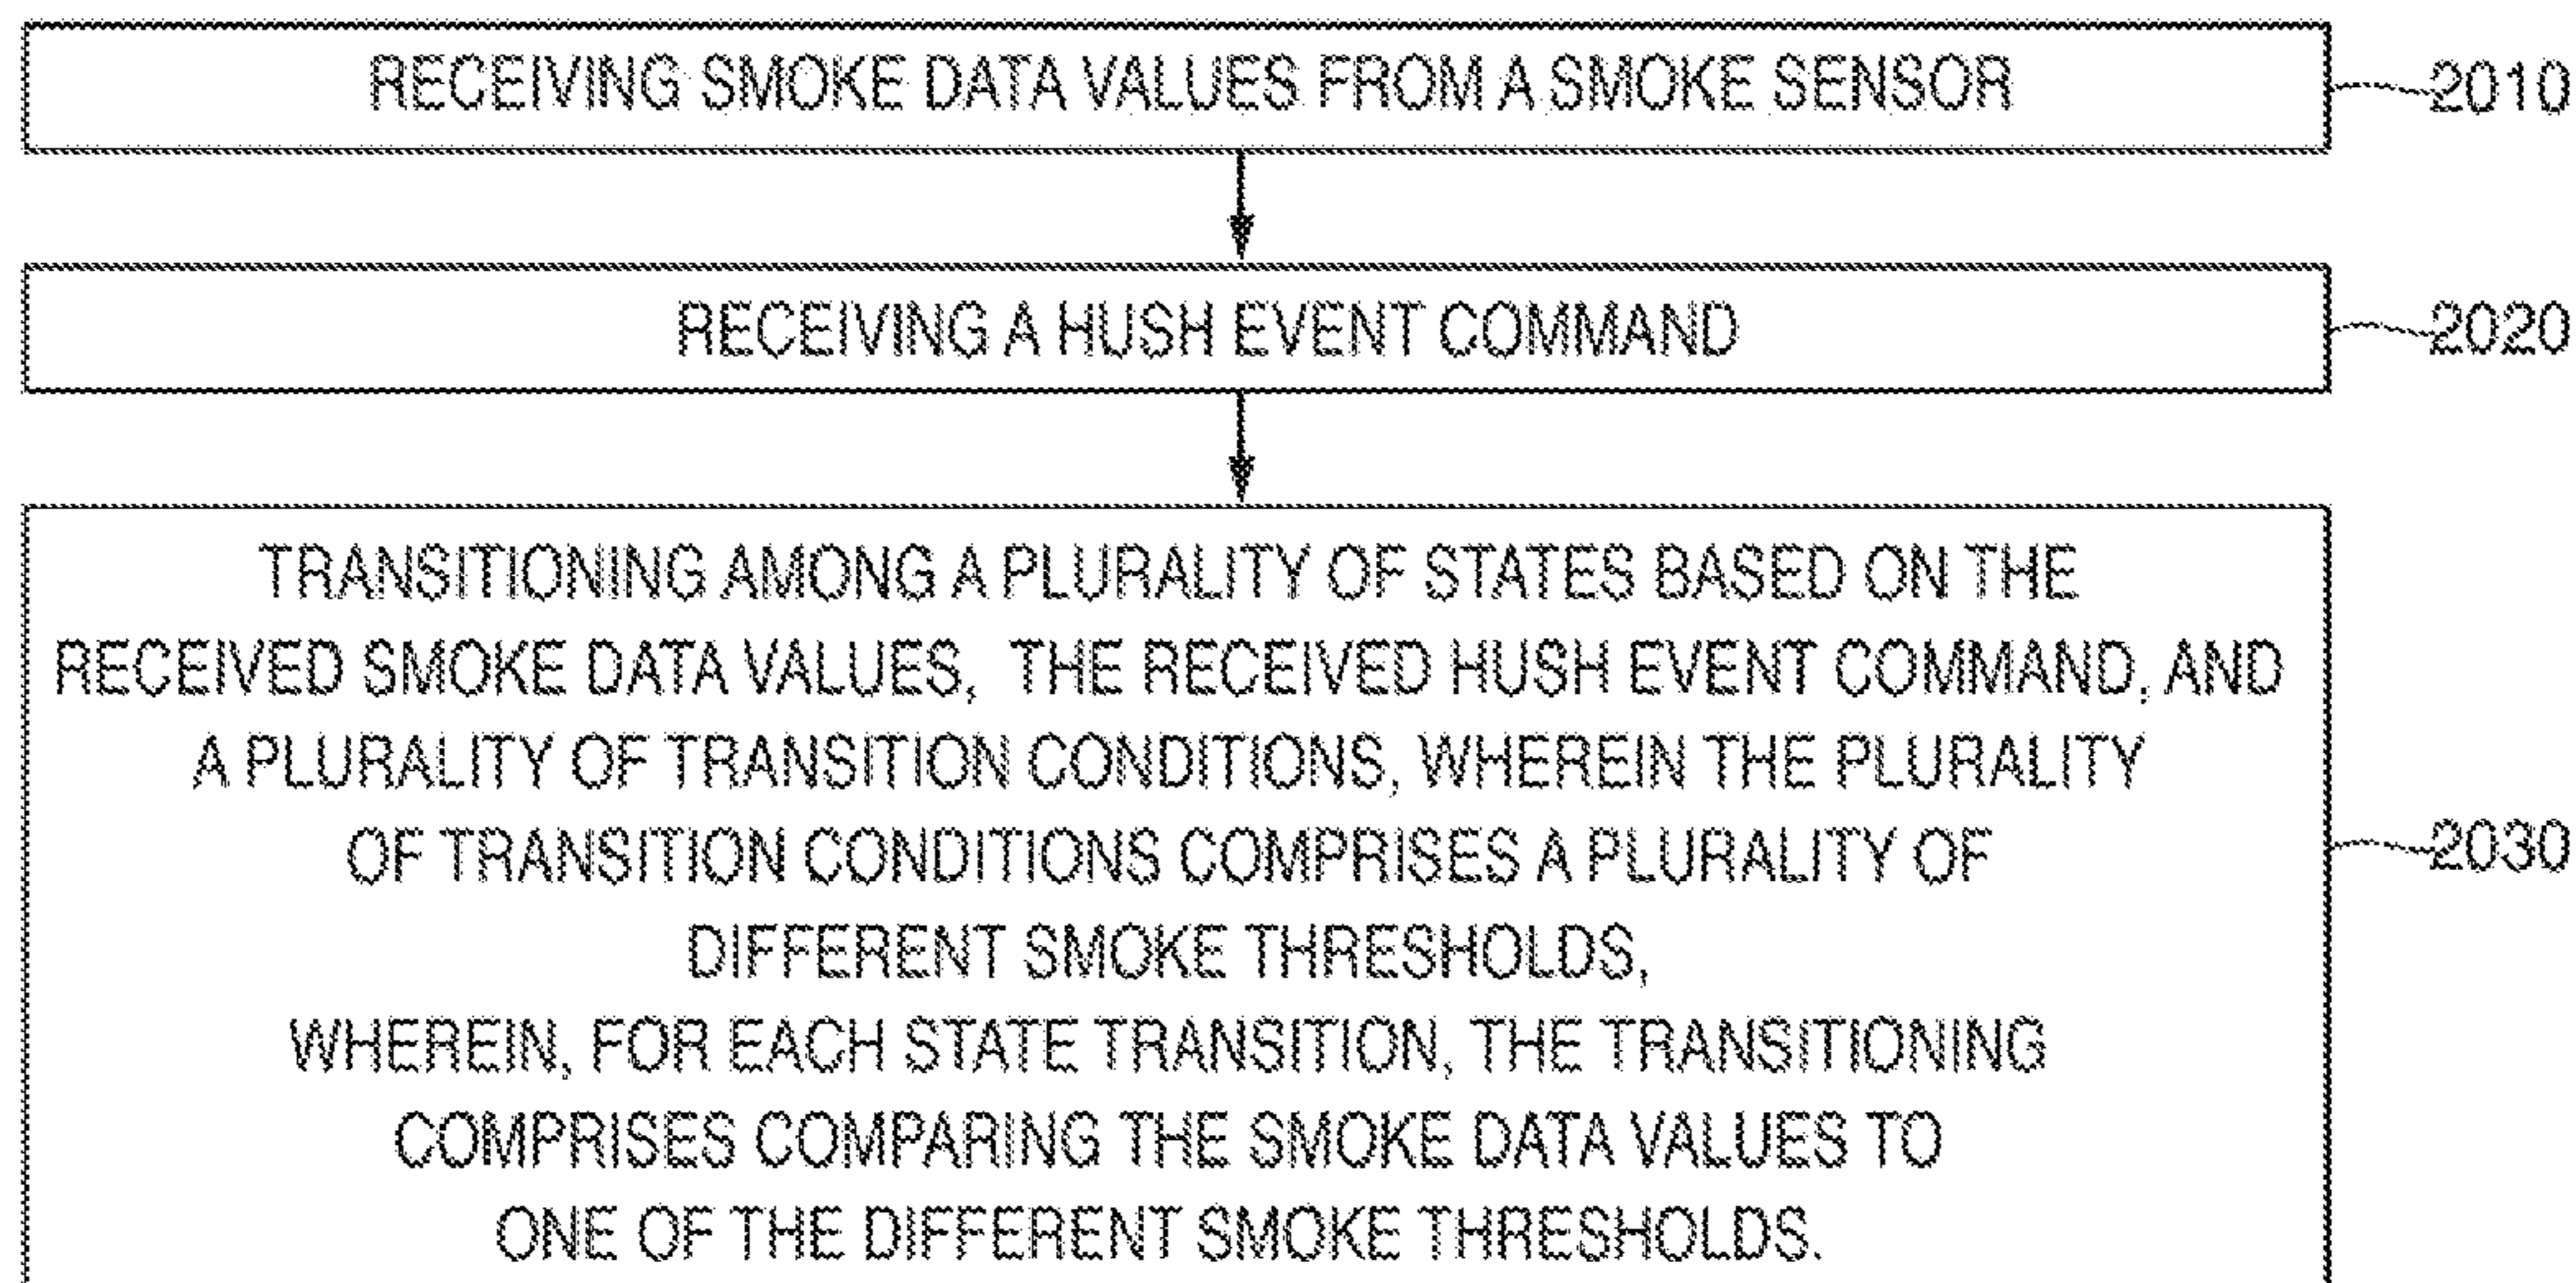 RECEIVING SMOKE DATA VALUES FROM A SMOKE SENSOR
2010
RECEIVING A HUSH EVENT COMMAND
2020
TRANSITIONING AMONG A PLURALITY OF STATES BASED ON THE
RECEIVED SMOKE DATA VALUES, THE RECEIVED HUSH EVENT COMMAND, AND
A PLURALITY OF TRANSITION CONDITIONS, WHEREIN THE PLURALITY
OF TRANSITION CONDITIONS COMPRISES A PLURALITY OF
DIFFERENT SMOKE THRESHOLDS,
WHEREIN, FOR EACH STATE TRANSITION, THE TRANSITIONING
COMPRISES COMPARING THE SMOKE DATA VALUES TO
ONE OF THE DIFFERENT SMOKE THRESHOLDS.
2030